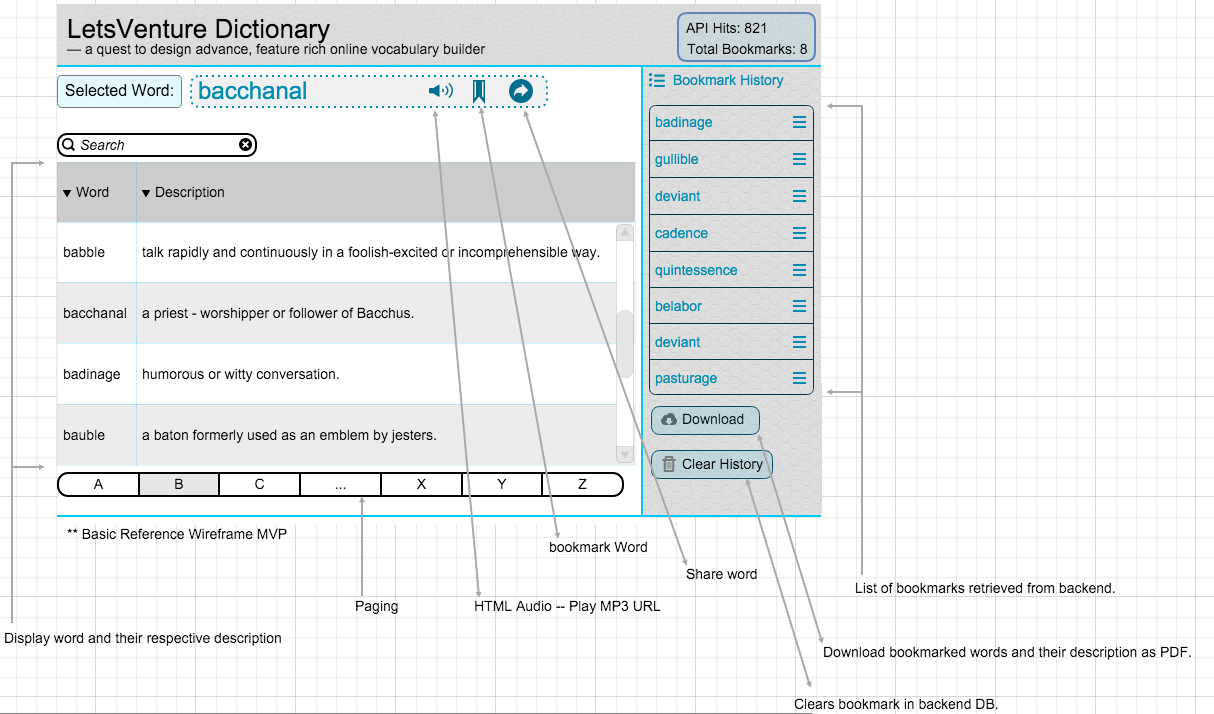 LetsVenture Dictionary
— a quest to design advance, feature rich online vocabulary builder
API Hits: 821
Total Bookmarks: 8
Selected Word:
bacchanal
Search
Word
Description
babble
talk rapidly and continuously in a foolish-excited or incomprehensible way.
bacchanal
a priest - worshipper or follower of Bacchus.
badinage
humorous or witty conversation.
bauble
a baton formerly used as an emblem by jesters.
A B C ... X Y Z
Bookmark History
badinage
gullible
deviant
cadence
quintessence
belabor
deviant
pasturage
Download
Clear History
** Basic Reference Wireframe MVP
bookmark Word
Share word
List of bookmarks retrieved from backend.
Paging
HTML Audio -- Play MP3 URL
Display word and their respective description
Download bookmarked words and their description as PDF.
Clears bookmark in backend DB.